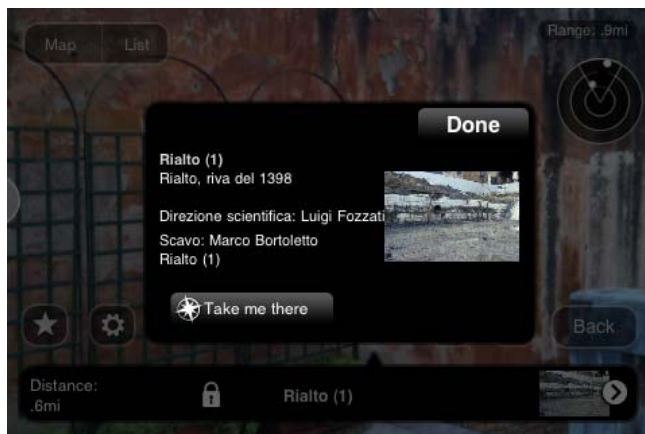 Map
List
Range: .9mi
Done
Rialto (1)
Rialto, riva del 1398
Direzione scientifica: Luigi Fozzati
Scavo: Marco Bortoletto
Rialto (1)
Take me there
Back
Distance:
.6mi
Rialto (1)